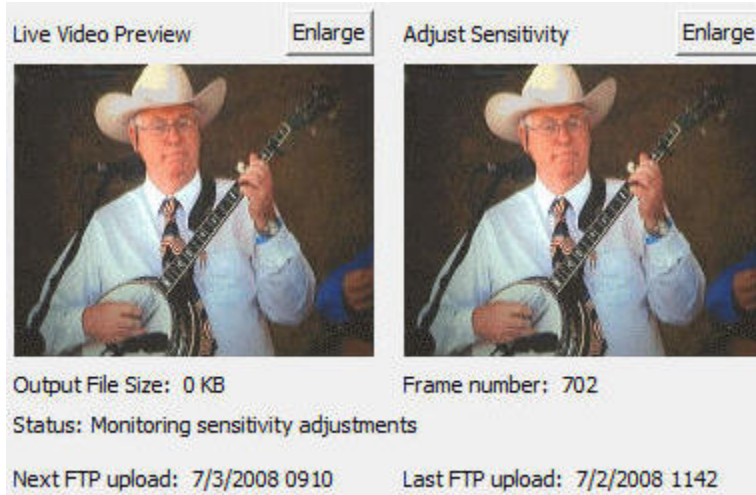 Live Video Preview Enlarge Adjust Sensitivity Enlarge
Output File Size: 0 KB Frame number: 702
Status: Monitoring sensitivity adjustments
Next FTP upload: 7/3/2008 0910 Last FTP upload: 7/2/2008 1142